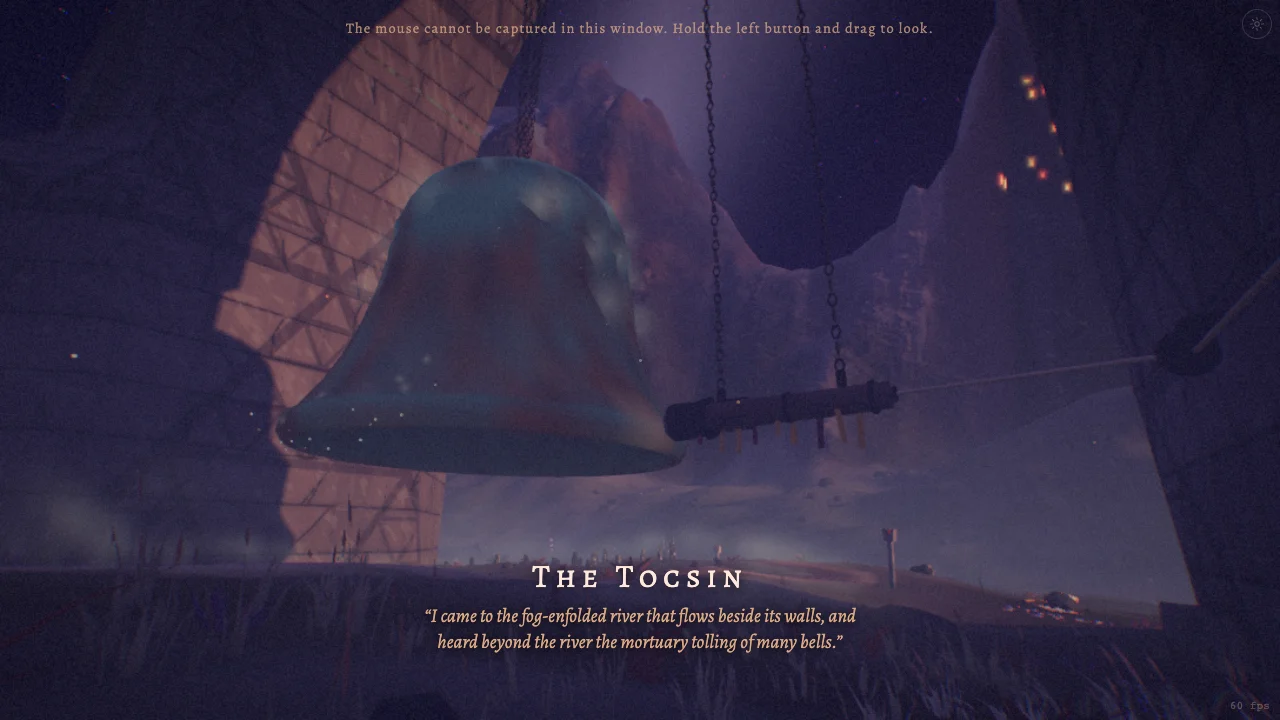 The mouse cannot be captured in this window. Hold the left button and drag to look.
The Tocsin
“I came to the fog-enfolded river that flows beside its walls, and
heard beyond the river the mortuary tolling of many bells.”
60 fps